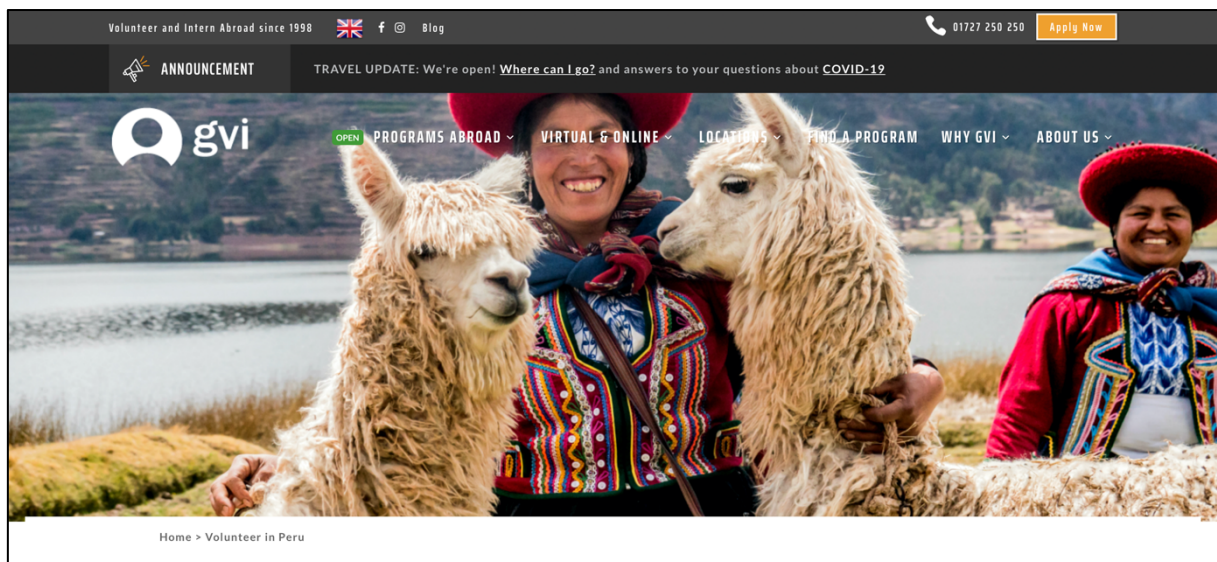 Volunteer and Intern Abroad since 1998 Blog 01727 250 250 Apply Now
ANNOUNCEMENT TRAVEL UPDATE: We're open! Where can I go? and answers to your questions about COVID-19
gvi OPEN PROGRAMS ABROAD VIRTUAL & ONLINE LOCATIONS FIND A PROGRAM WHY GVI ABOUT US
Home > Volunteer in Peru